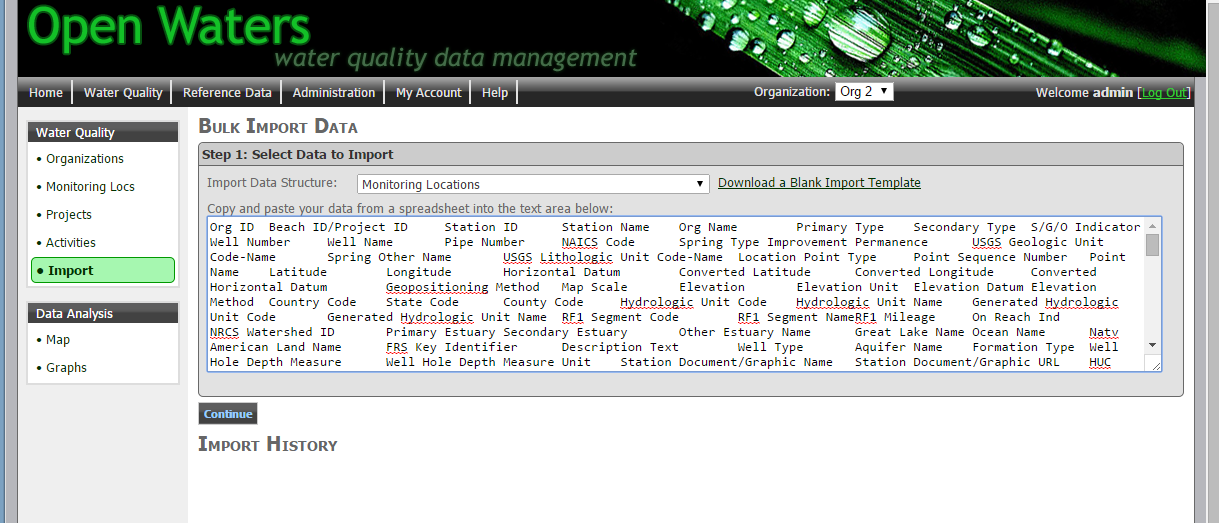 Open Waters
water quality data management
Home Water Quality Reference Data Administration My Account Help Organization: Org 2 Welcome admin [Log Out]
Water Quality
• Organizations
• Monitoring Locs
• Projects
• Activities
• Import
Data Analysis
• Map
• Graphs
Bulk Import Data
Step 1: Select Data to Import
Import Data Structure: Monitoring Locations Download a Blank Import Template
Copy and paste your data from a spreadsheet into the text area below:
Org ID Beach ID/Project ID Station ID Station Name Org Name Primary Type Secondary Type S/G/O Indicator
Well Number Well Name Pipe Number NAICS Code Spring Type Improvement Permanence USGS Geologic Unit
Code-Name Spring Other Name USGS Lithologic Unit Code-Name Location Point Type Point Sequence Number Point
Name Latitude Longitude Horizontal Datum Converted Latitude Converted Longitude Converted
Horizontal Datum Geopositioning Method Map Scale Elevation Elevation Unit Elevation Datum Elevation
Method Country Code State Code County Code Hydrologic Unit Code Hydrologic Unit Name Generated Hydrologic
Unit Code Generated Hydrologic Unit Name RF1 Segment Code RF1 Segment NameRF1 Mileage On Reach Ind
NRCS Watershed ID Primary Estuary Secondary Estuary Other Estuary Name Great Lake Name Ocean Name Natv
American Land Name FRS Key Identifier Description Text Well Type Aquifer Name Formation Type Well
Hole Depth Measure Well Hole Depth Measure Unit Station Document/Graphic Name Station Document/Graphic URL HUC
Continue
Import History